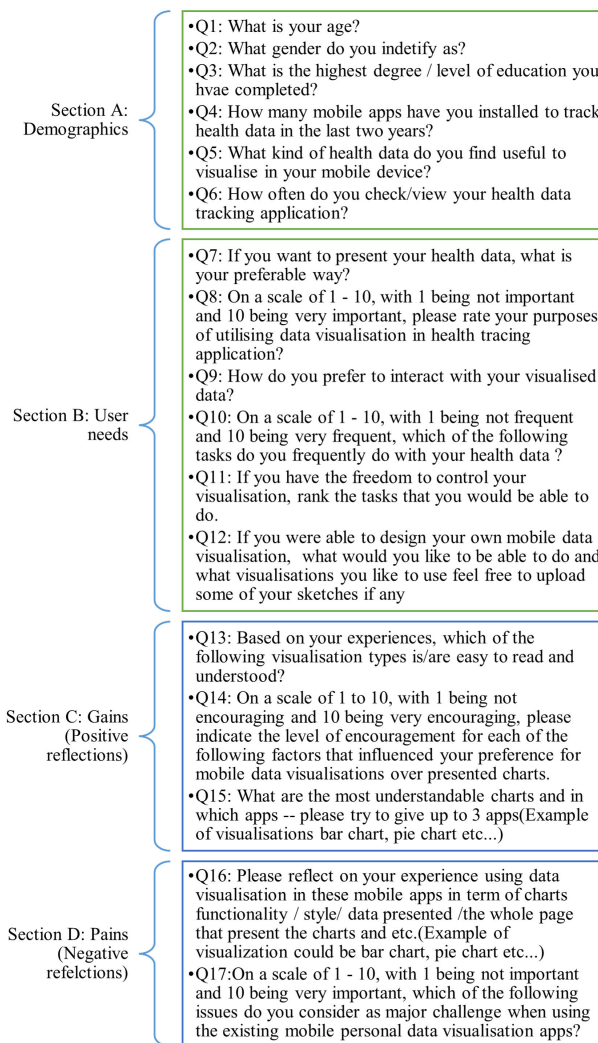 Section A:
Demographics
•Q1: What is your age?
•Q2: What gender do you indetify as?
•Q3: What is the highest degree / level of education you
hvae completed?
•Q4: How many mobile apps have you installed to track
health data in the last two years?
•Q5: What kind of health data do you find useful to
visualise in your mobile device?
•Q6: How often do you check/view your health data
tracking application?
Section B: User
needs
•Q7: If you want to present your health data, what is
your preferable way?
•Q8: On a scale of 1 - 10, with 1 being not important
and 10 being very important, please rate your purposes
of utilising data visualisation in health tracing
application?
•Q9: How do you prefer to interact with your visualised
data?
•Q10: On a scale of 1 - 10, with 1 being not frequent
and 10 being very frequent, which of the following
tasks do you frequently do with your health data ?
•Q11: If you have the freedom to control your
visualisation, rank the tasks that you would be able to
do.
•Q12: If you were able to design your own mobile data
visualisation, what would you like to be able to do and
what visualisations you like to use feel free to upload
some of your sketches if any
Section C: Gains
(Positive
reflections)
•Q13: Based on your experiences, which of the
following visualisation types is/are easy to read and
understood?
•Q14: On a scale of 1 to 10, with 1 being not
encouraging and 10 being very encouraging, please
indicate the level of encouragement for each of the
following factors that influenced your preference for
mobile data visualisations over presented charts.
•Q15: What are the most understandable charts and in
which apps -- please try to give up to 3 apps(Example
of visualisations bar chart, pie chart etc...)
Section D: Pains
(Negative
refelctions)
•Q16: Please reflect on your experience using data
visualisation in these mobile apps in term of charts
functionality / style/ data presented /the whole page
that present the charts and etc.(Example of
visualization could be bar chart, pie chart etc...)
•Q17:On a scale of 1 - 10, with 1 being not important
and 10 being very important, which of the following
issues do you consider as major challenge when using
the existing mobile personal data visualisation apps?